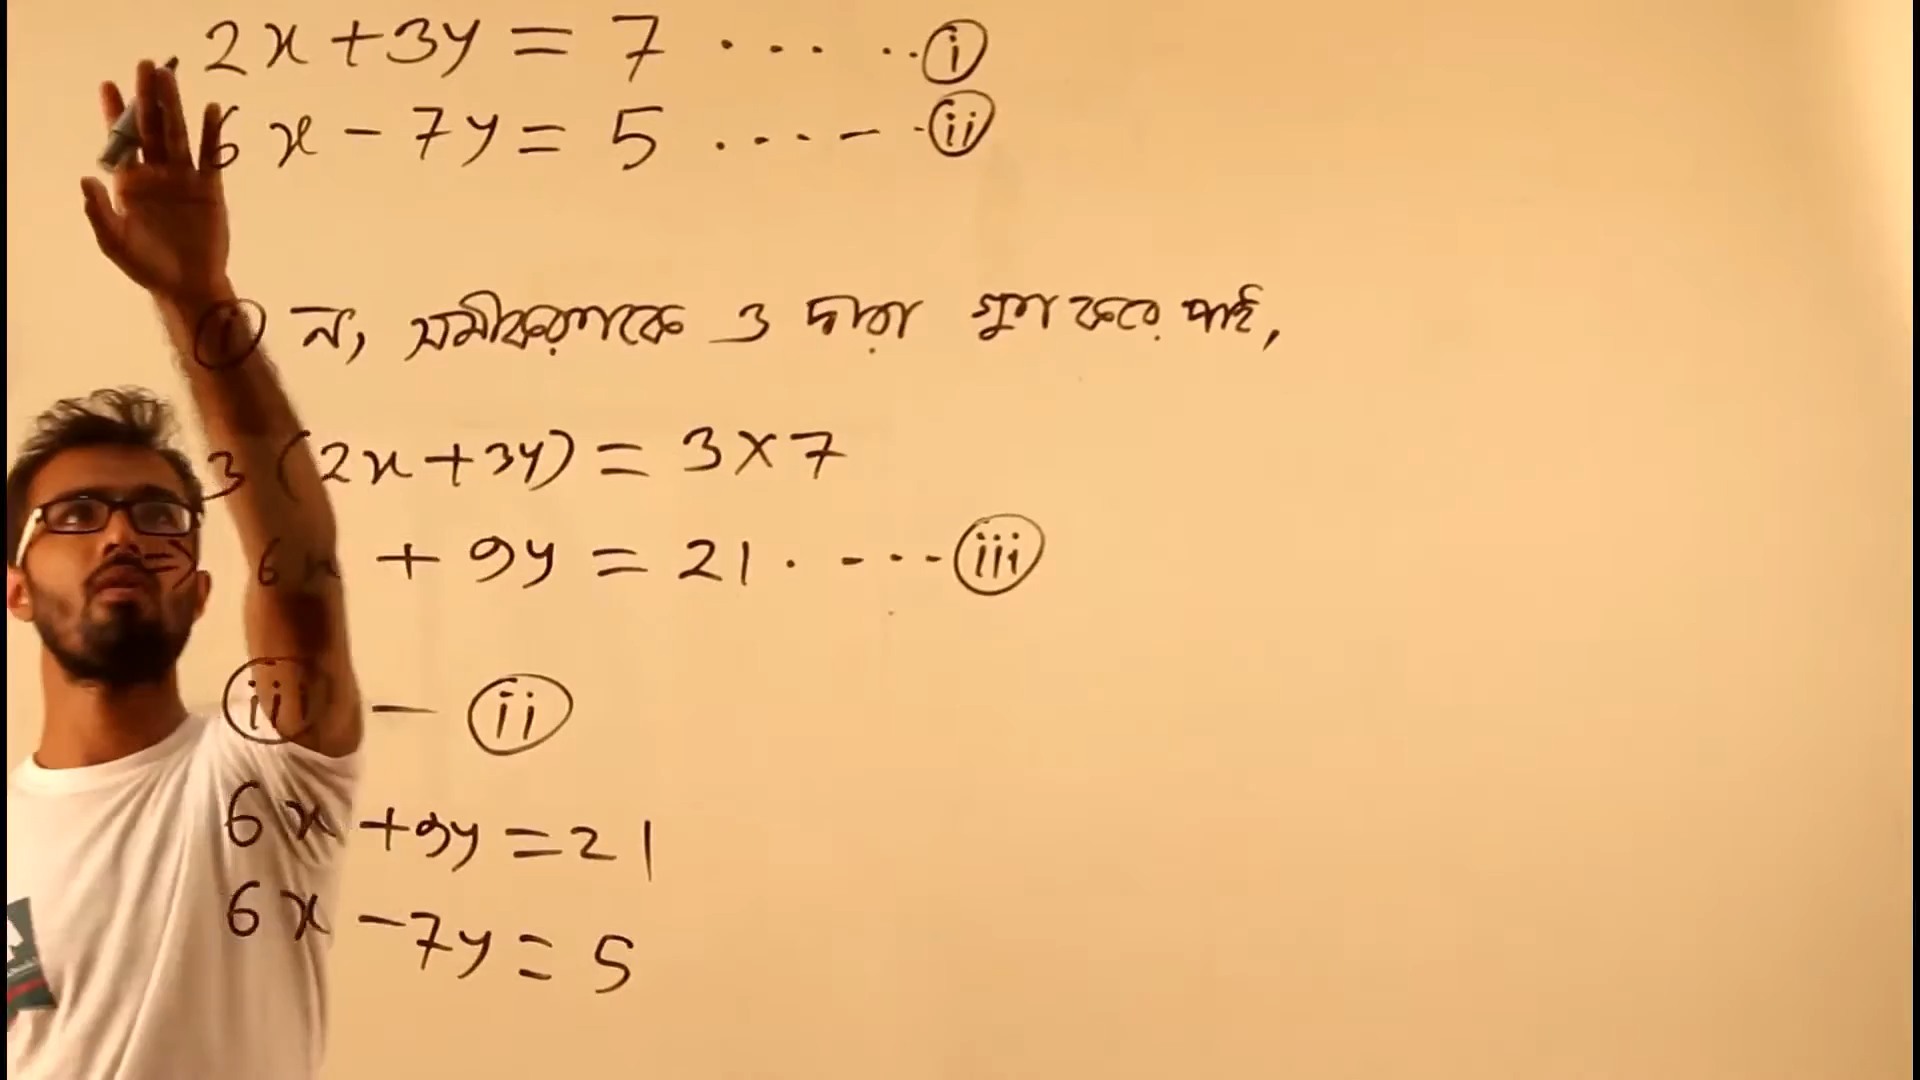 2x + 3y = 7 ... .. (i)
6x - 7y = 5 ....- - (ii)
(i) নং সমীকরণকে 3 দ্বারা গুণ করে পাই,
3 (2x + 3y) = 3 × 7
⇒ 6x + 9y = 21 . - - - - (iii)
(iii) - (ii)
6x + 9y = 21
6x - 7y = 5